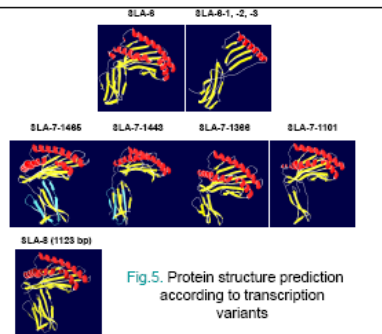 SLA-6 SLA-6-1, -2, -3
SLA-7-1465 SLA-7-1443 SLA-7-1366 SLA-7-1101
SLA-8 (1123 bp)
Fig.5. Protein structure prediction
according to transcription
variants